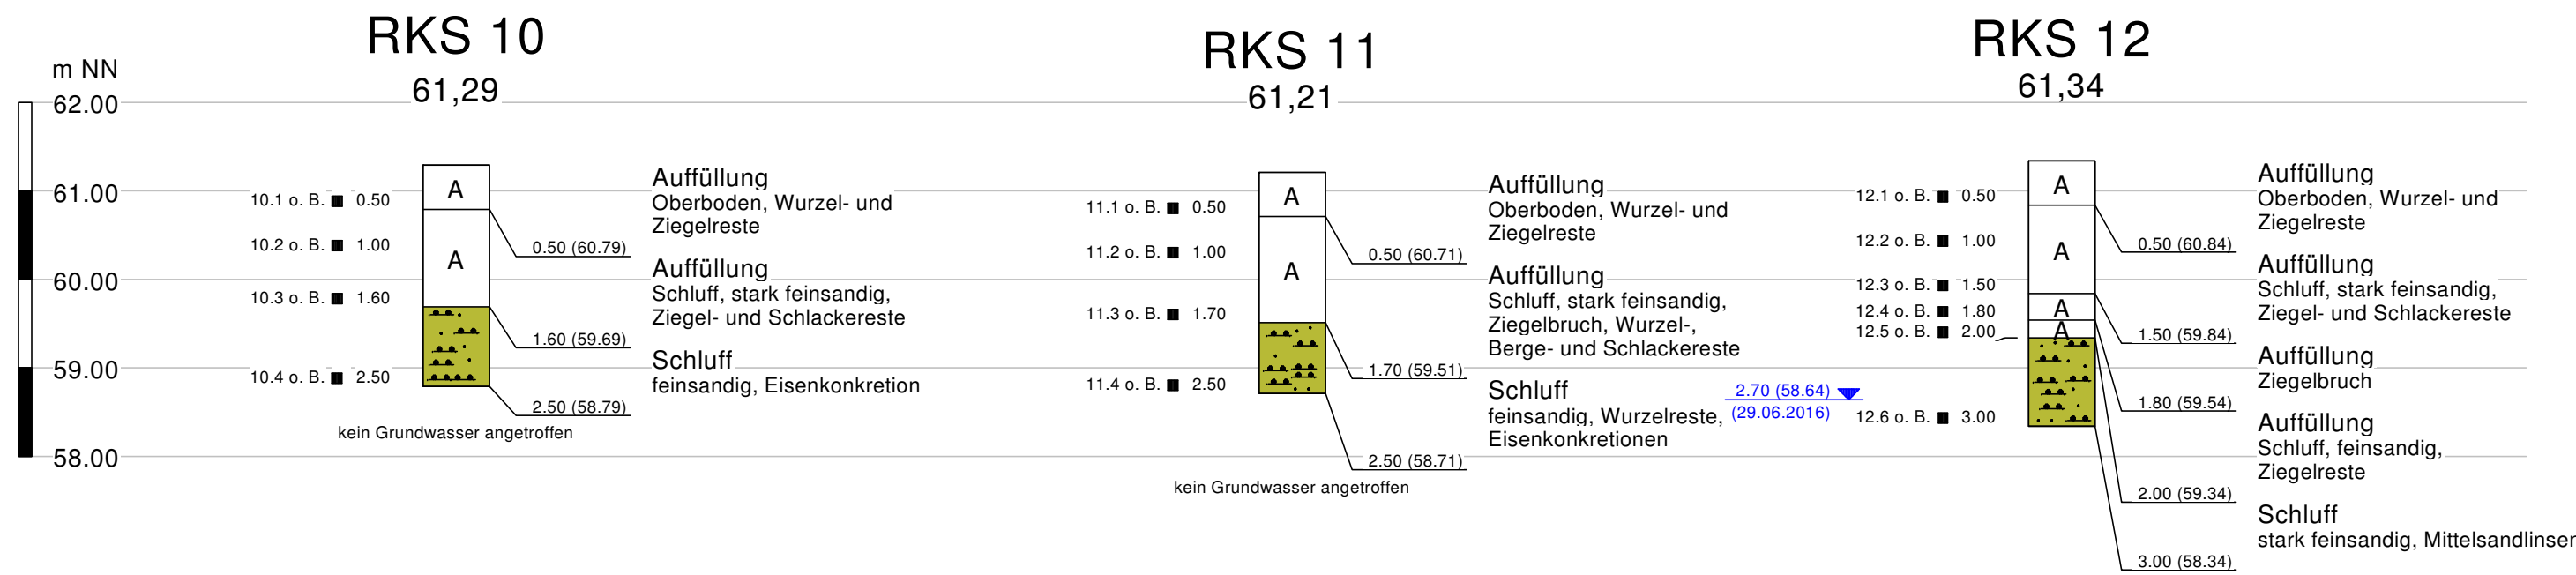 m NN
62.00
61.00
60.00
59.00
58.00
RKS 10
61,29
10.1 o. B. 0.50
10.2 o. B. 1.00
10.3 o. B. 1.60
10.4 o. B. 2.50
A
A
0.50 (60.79)
1.60 (59.69)
2.50 (58.79)
Auffüllung
Oberboden, Wurzel- und
Ziegelreste
Auffüllung
Schluff, stark feinsandig,
Ziegel- und Schlackereste
Schluff
feinsandig, Eisenkonkretion
kein Grundwasser angetroffen
RKS 11
61,21
11.1 o. B. 0.50
11.2 o. B. 1.00
11.3 o. B. 1.70
11.4 o. B. 2.50
A
A
0.50 (60.71)
1.70 (59.51)
2.50 (58.71)
Auffüllung
Oberboden, Wurzel- und
Ziegelreste
Auffüllung
Schluff, stark feinsandig,
Ziegelbruch, Wurzel-,
Berge- und Schlackereste
Schluff
feinsandig, Wurzelreste,
Eisenkonkretionen
kein Grundwasser angetroffen
RKS 12
61,34
2.70 (58.64)
(29.06.2016)
12.1 o. B. 0.50
12.2 o. B. 1.00
12.3 o. B. 1.50
12.4 o. B. 1.80
12.5 o. B. 2.00
12.6 o. B. 3.00
A
A
A
A
0.50 (60.84)
1.50 (59.84)
1.80 (59.54)
2.00 (59.34)
3.00 (58.34)
Auffüllung
Oberboden, Wurzel- und
Ziegelreste
Auffüllung
Schluff, stark feinsandig,
Ziegel- und Schlackereste
Auffüllung
Ziegelbruch
Auffüllung
Schluff, feinsandig,
Ziegelreste
Schluff
stark feinsandig, Mittelsandlinsen